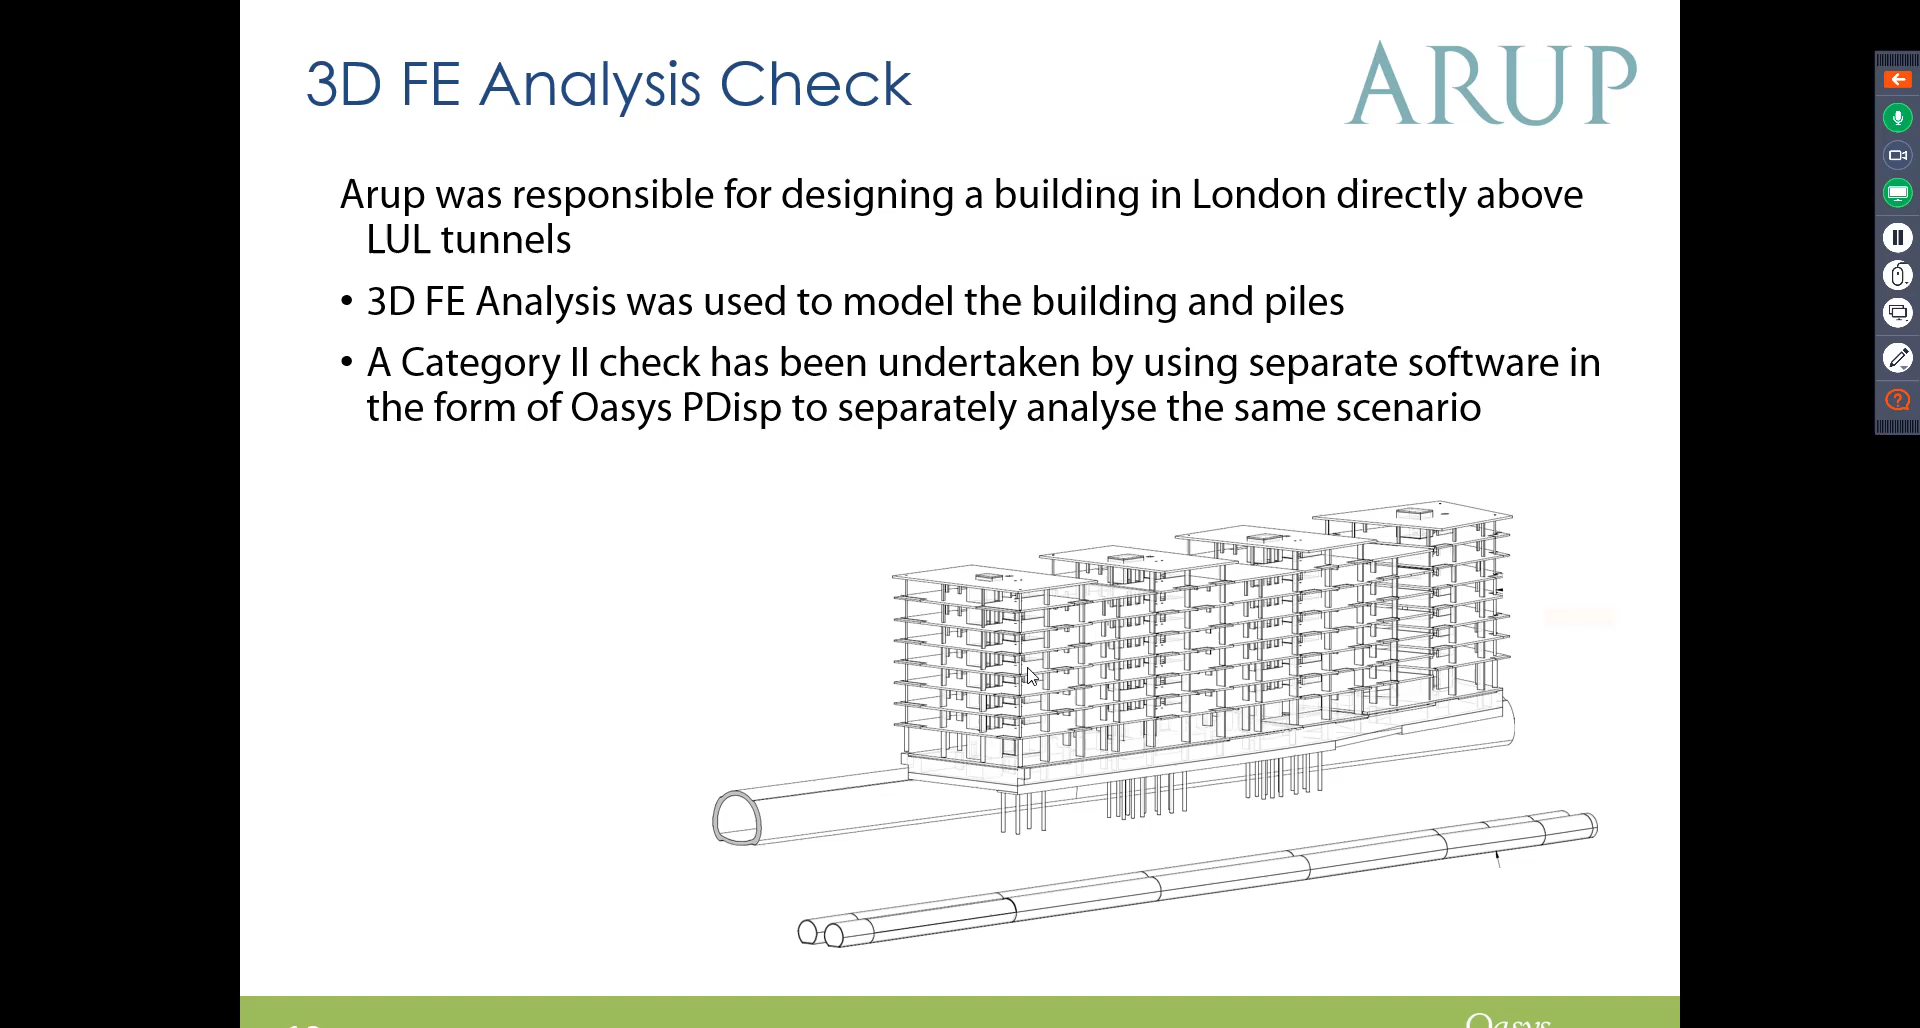 3D FE Analysis Check
ARUP
Arup was responsible for designing a building in London directly above
LUL tunnels
• 3D FE Analysis was used to model the building and piles
• A Category II check has been undertaken by using separate software in
the form of Oasys PDisp to separately analyse the same scenario
Oasys